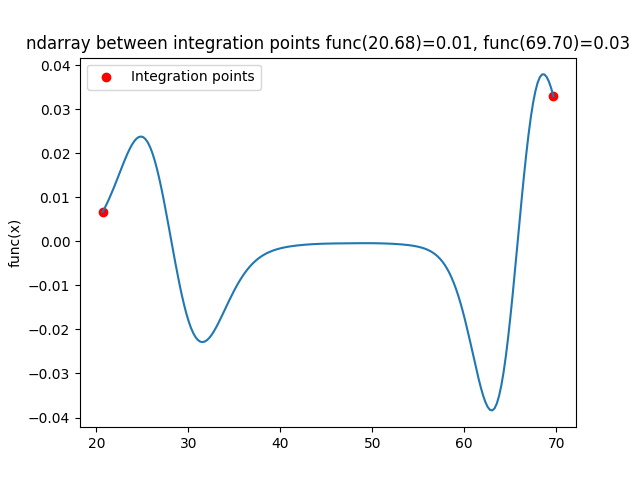 ndarray between integration points func(20.68)=0.01, func(69.70)=0.03
Integration points
func(x)
0.04
0.03
0.02
0.01
0.00
−0.01
−0.02
−0.03
−0.04
20 30 40 50 60 70